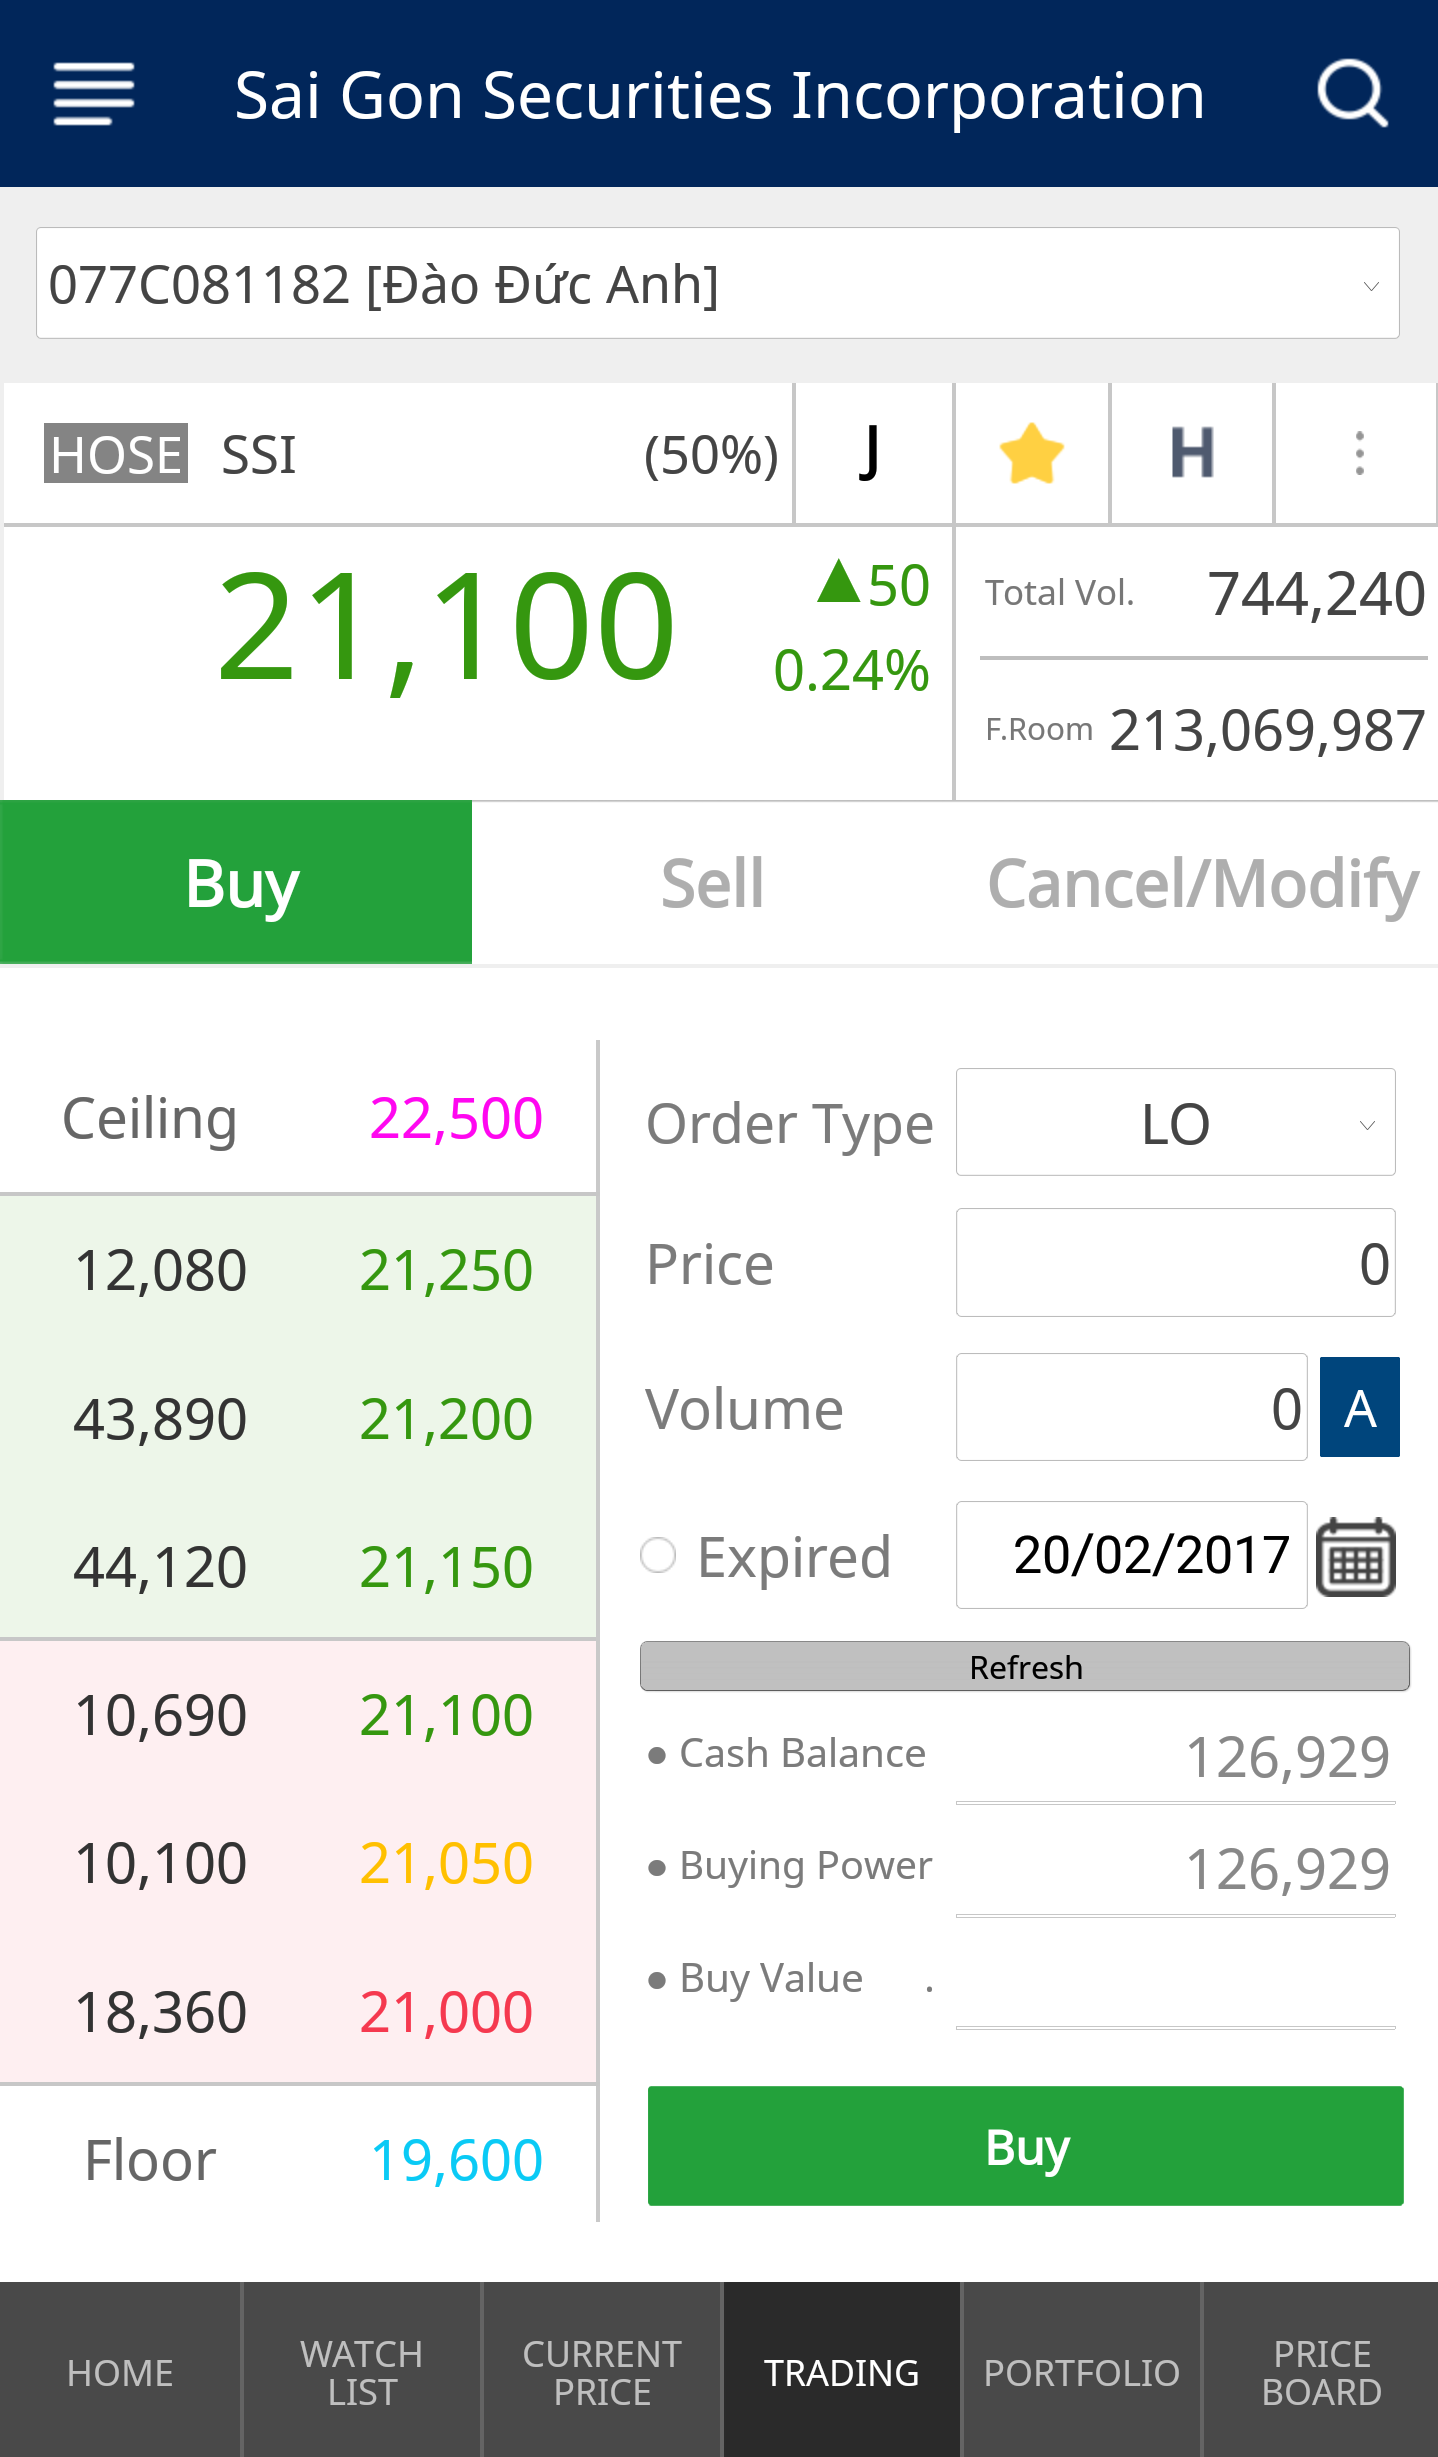 Sai Gon Securities Incorporation
077C081182 [Đào Đức Anh]
HOSE SSI (50%) J H
21,100 ▲50
0.24%
Total Vol. 744,240
F.Room 213,069,987
Buy Sell Cancel/Modify
Ceiling 22,500
12,080 21,250
43,890 21,200
44,120 21,150
10,690 21,100
10,100 21,050
18,360 21,000
Floor 19,600
Order Type LO
Price 0
Volume 0 A
Expired 20/02/2017
Refresh
● Cash Balance 126,929
● Buying Power 126,929
● Buy Value .
Buy
HOME
WATCH
LIST
CURRENT
PRICE
TRADING
PORTFOLIO
PRICE
BOARD